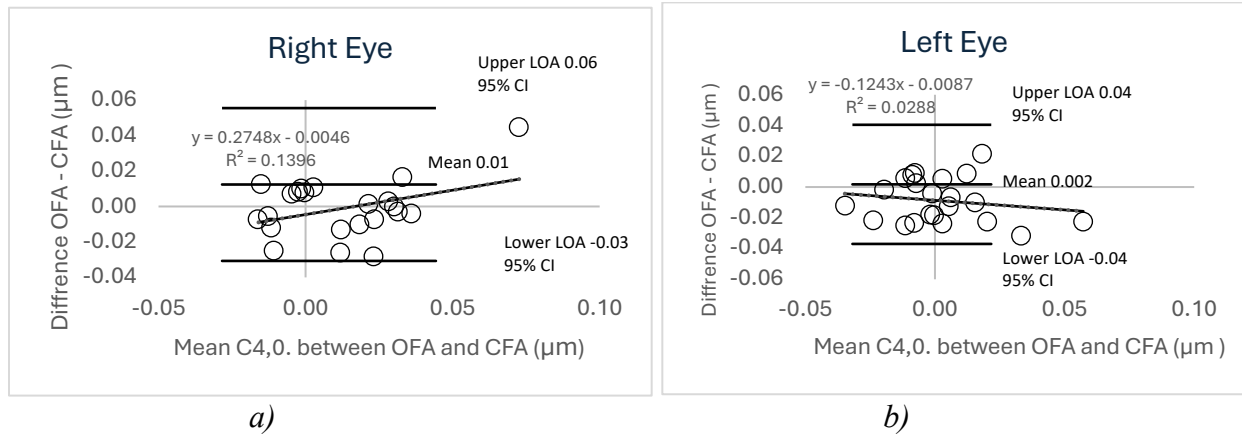 Right Eye
Upper LOA 0.06
95% CI
y = 0.2748x - 0.0046
R² = 0.1396
Mean 0.01
Lower LOA -0.03
95% CI
Diffrence OFA - CFA (µm)
0.06
0.04
0.02
0.00
-0.02
-0.04
-0.05
0.00
0.05
0.10
Mean C4,0. between OFA and CFA (µm)
a)
Left Eye
y = -0.1243x - 0.0087
R² = 0.0288
Upper LOA 0.04
95% CI
Mean 0.002
Lower LOA -0.04
95% CI
Diffrence OFA - CFA (µm)
0.06
0.04
0.02
0.00
-0.02
-0.04
-0.06
-0.05
0.00
0.05
0.10
Mean C4,0. between OFA and CFA (µm )
b)